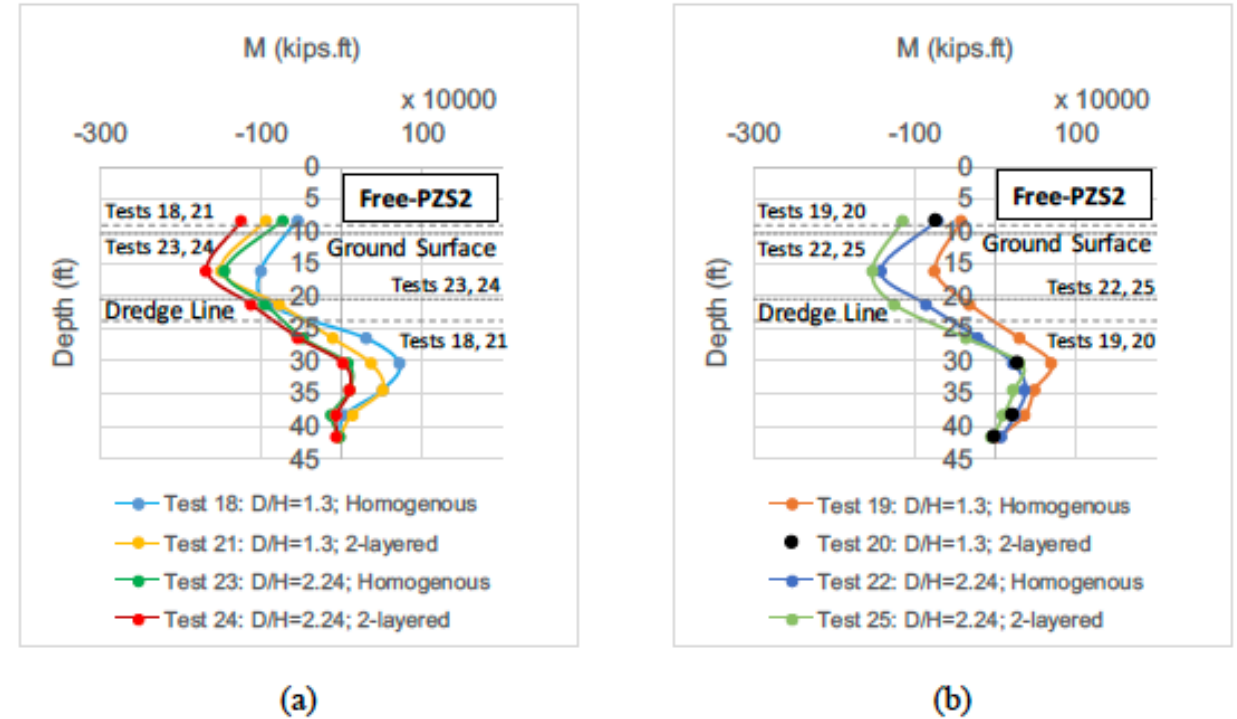 M (kips.ft)
x 10000
-300 -100 100
0
5
10
15
20
25
30
35
40
45
Depth (ft)
Free-PZS2
Tests 18, 21
Tests 23, 24
Ground Surface
Tests 23, 24
Dredge Line
Tests 18, 21
Test 18: D/H=1.3; Homogenous
Test 21: D/H=1.3; 2-layered
Test 23: D/H=2.24; Homogenous
Test 24: D/H=2.24; 2-layered
(a)
M (kips.ft)
x 10000
-300 -100 100
0
5
10
15
20
25
30
35
40
45
Depth (ft)
Free-PZS2
Tests 19, 20
Tests 22, 25
Ground Surface
Tests 22, 25
Dredge Line
Tests 19, 20
Test 19: D/H=1.3; Homogenous
Test 20: D/H=1.3; 2-layered
Test 22: D/H=2.24; Homogenous
Test 25: D/H=2.24; 2-layered
(b)